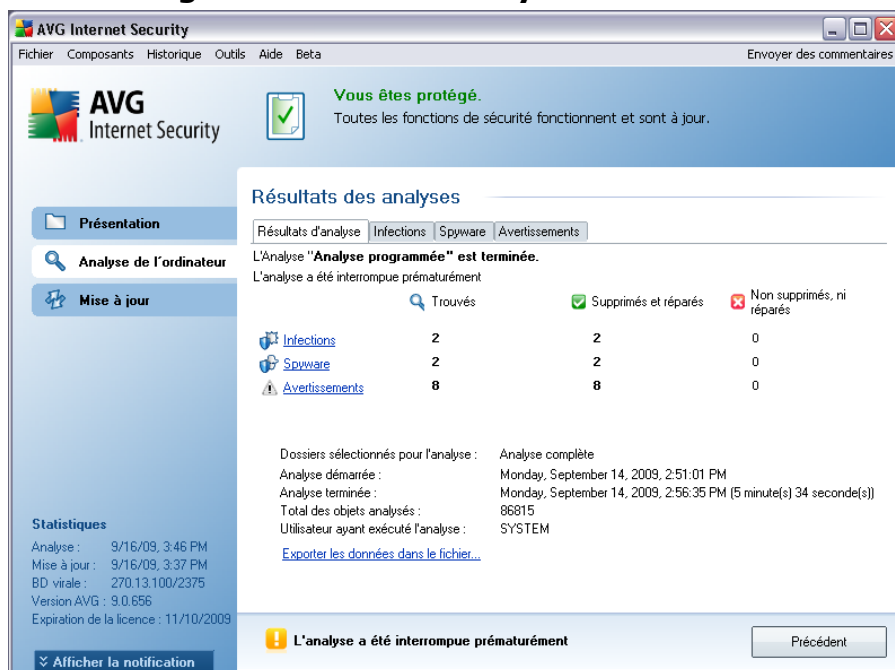 AVG Internet Security
Fichier Composants Historique Outils Aide Beta Envoyer des commentaires
AVG
Internet Security
Vous êtes protégé.
Toutes les fonctions de sécurité fonctionnent et sont à jour.
Présentation
Analyse de l'ordinateur
Mise à jour
Résultats des analyses
Résultats d'analyse Infections Spyware Avertissements
L'Analyse "Analyse programmée" est terminée.
L'analyse a été interrompue prématurément
Trouvés Supprimés et réparés Non supprimés, ni
réparés
Infections 2 2 0
Spyware 2 2 0
Avertissements 8 8 0
Dossiers sélectionnés pour l'analyse : Analyse complète
Analyse démarrée : Monday, September 14, 2009, 2:51:01 PM
Analyse terminée : Monday, September 14, 2009, 2:56:35 PM (5 minute(s) 34 seconde(s))
Total des objets analysés : 86815
Utilisateur ayant exécuté l'analyse : SYSTEM
Exporter les données dans le fichier...
Statistiques
Analyse : 9/16/09, 3:46 PM
Mise à jour : 9/16/09, 3:37 PM
BD virale : 270.13.100/2375
Version AVG : 9.0.656
Expiration de la licence : 11/10/2009
Afficher la notification
L'analyse a été interrompue prématurément
Précédent